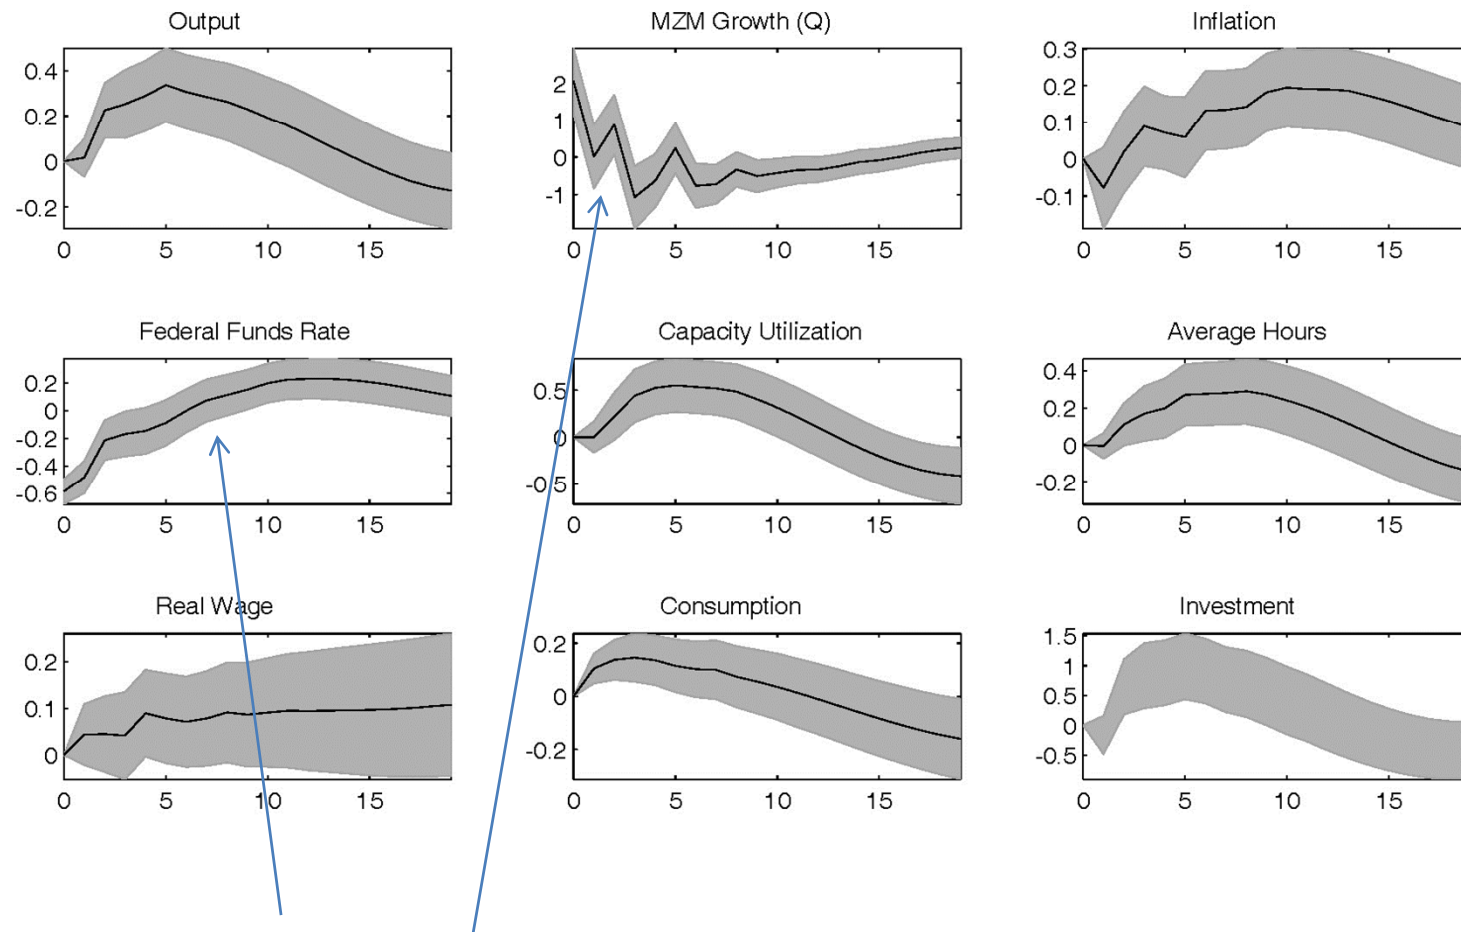 Output
0.4
0.2
0
-0.2
0 5 10 15
MZM Growth (Q)
2
1
0
-1
0 5 10 15
Inflation
0.3
0.2
0.1
0
-0.1
0 5 10 15
Federal Funds Rate
0.2
0
-0.2
-0.4
-0.6
0 5 10 15
Capacity Utilization
0.5
0
-0.5
0 5 10 15
Average Hours
0.4
0.2
0
-0.2
0 5 10 15
Real Wage
0.2
0.1
0
0 5 10 15
Consumption
0.2
0
-0.2
0 5 10 15
Investment
1.5
1
0.5
0
-0.5
0 5 10 15